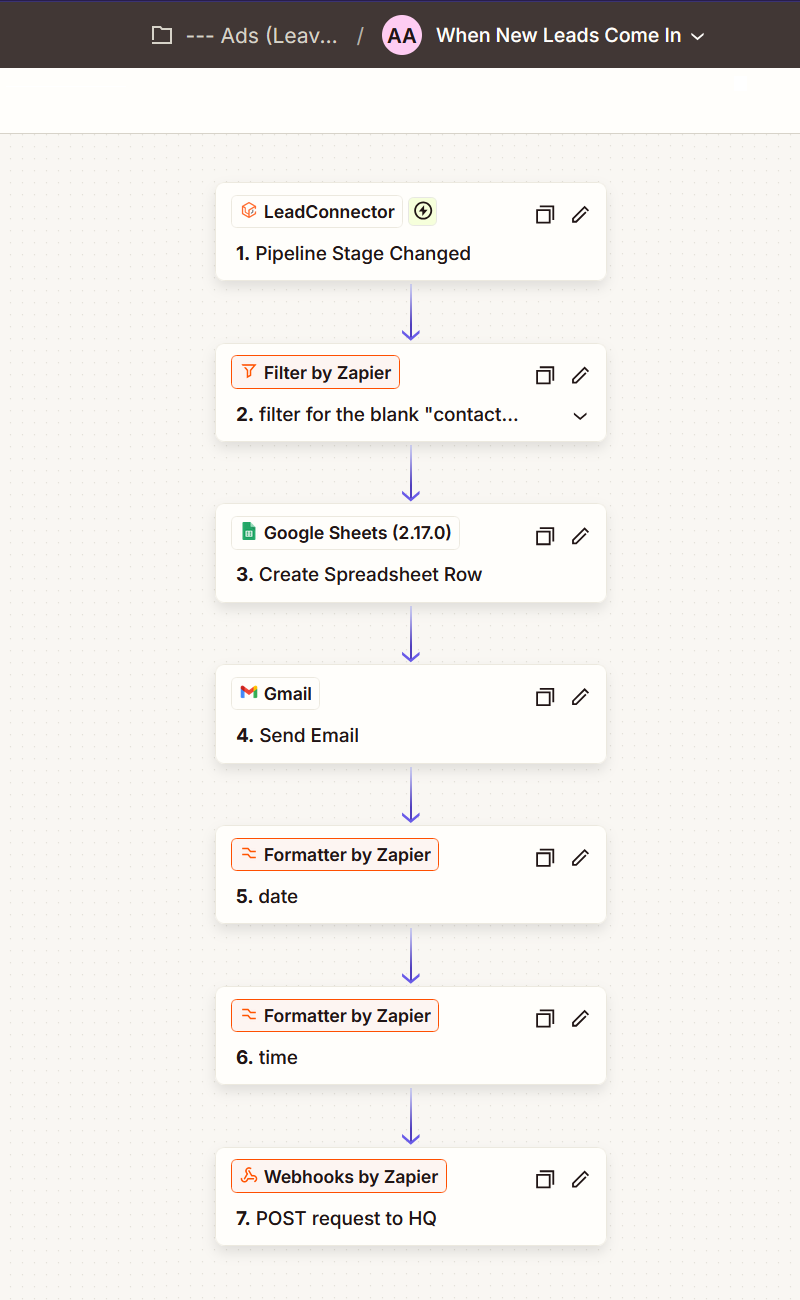 --- Ads (Leav... / AA When New Leads Come In
LeadConnector
1. Pipeline Stage Changed
Filter by Zapier
2. filter for the blank "contact...
Google Sheets (2.17.0)
3. Create Spreadsheet Row
Gmail
4. Send Email
Formatter by Zapier
5. date
Formatter by Zapier
6. time
Webhooks by Zapier
7. POST request to HQ